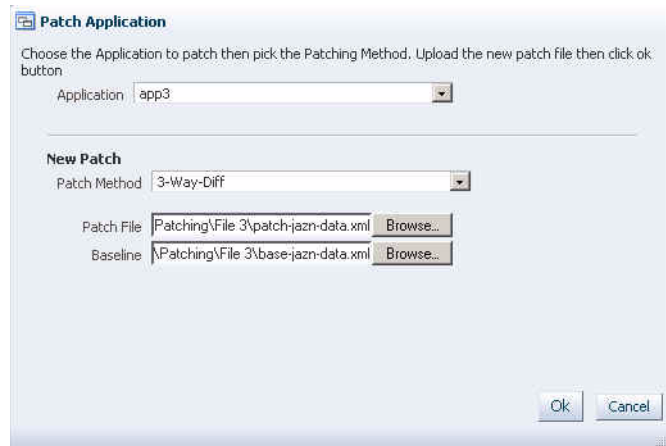 Patch Application
Choose the Application to patch then pick the Patching Method. Upload the new patch file then click ok
button
Application app3
New Patch
Patch Method 3-Way-Diff
Patch File Patching\File 3\patch-jazn-data.xml Browse...
Baseline \Patching\File 3\base-jazn-data.xml Browse...
Ok Cancel